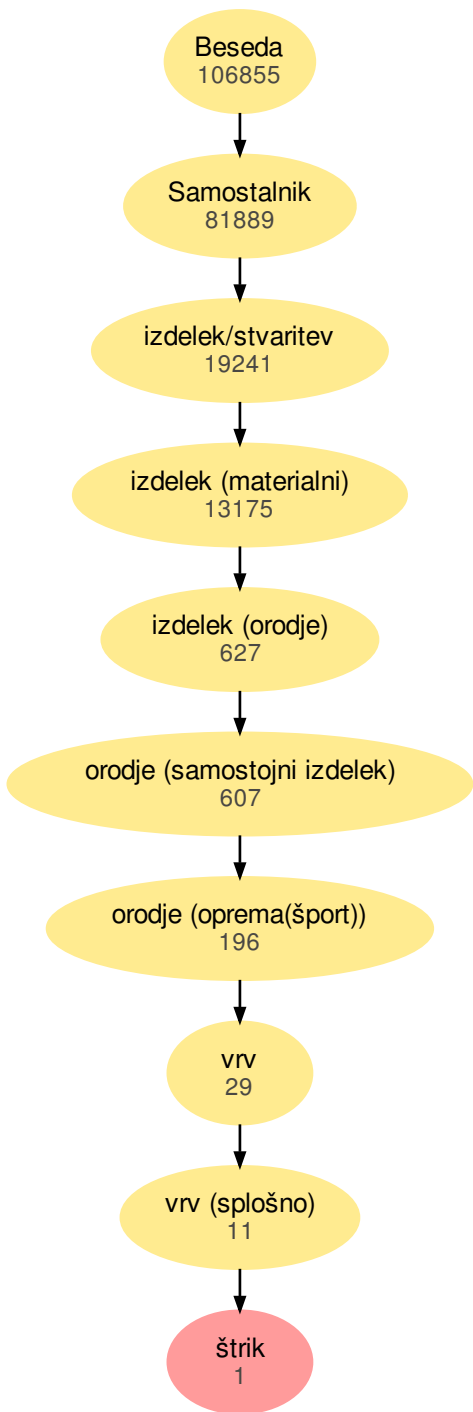 Beseda
106855
Samostalnik
81889
izdelek/stvaritev
19241
izdelek (materialni)
13175
izdelek (orodje)
627
orodje (samostojni izdelek)
607
orodje (oprema(šport))
196
vrv
29
vrv (splošno)
11
štrik
1